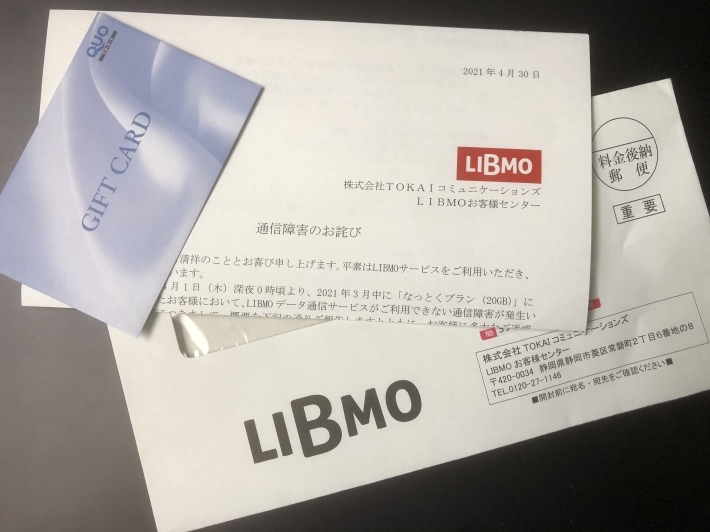 QUO
GIFT CARD
2021年4月30日
LIBMO
株式会社TOKAIコミュニケーションズ
LIBMOお客様センター
通信障害のお詫び
清祥のこととお喜び申し上げます。平素はLIBMOサービスをご利用いただき、
います。
月1日（木）深夜0時頃より、2021年3月中に「なっとくプラン（20GB）」に
たお客様において、LIBMOデータ通信サービスがご利用できない通信障害が発生い
料金後納
郵便
重要
株式会社 TOKAIコミュニケーションズ
LIBMO お客様センター
〒420-0034 静岡県静岡市葵区常磐町2丁目6番地の8
TEL.0120-27-1146
■開封前に宛名・宛先をご確認ください■
LIBMO